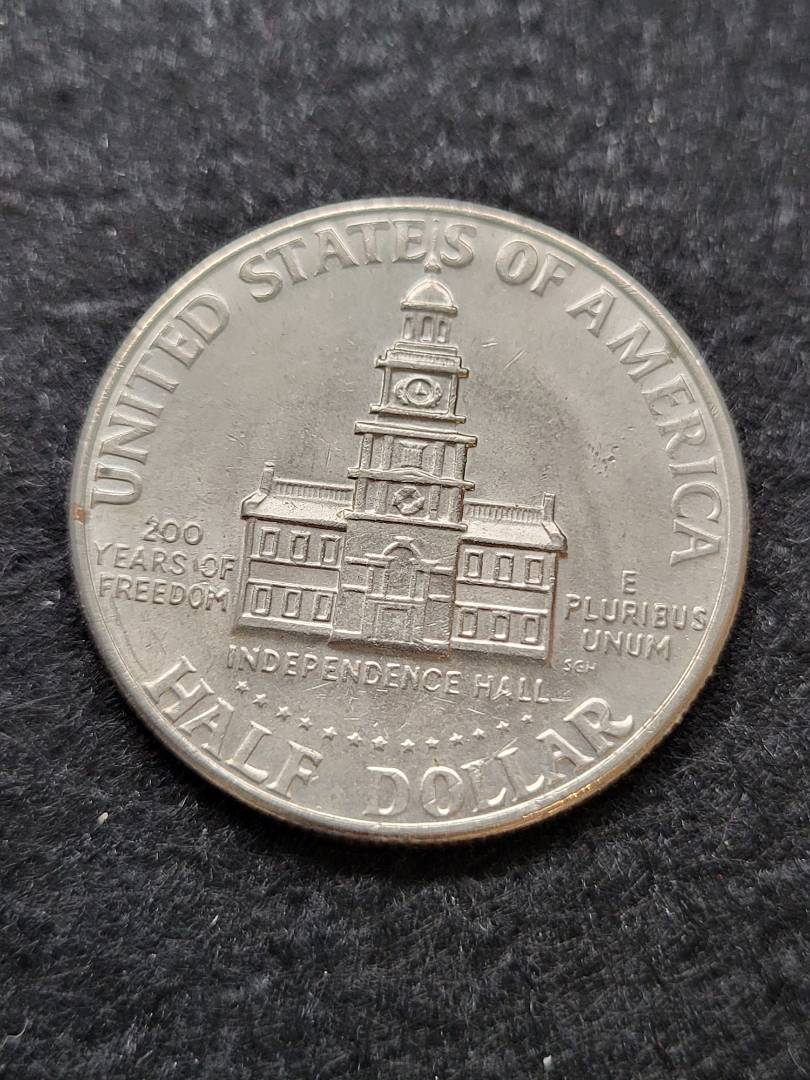 UNITED STATES OF AMERICA
200
YEARS OF
FREEDOM
E
PLURIBUS
UNUM
SGH
INDEPENDENCE HALL
HALF DOLLAR